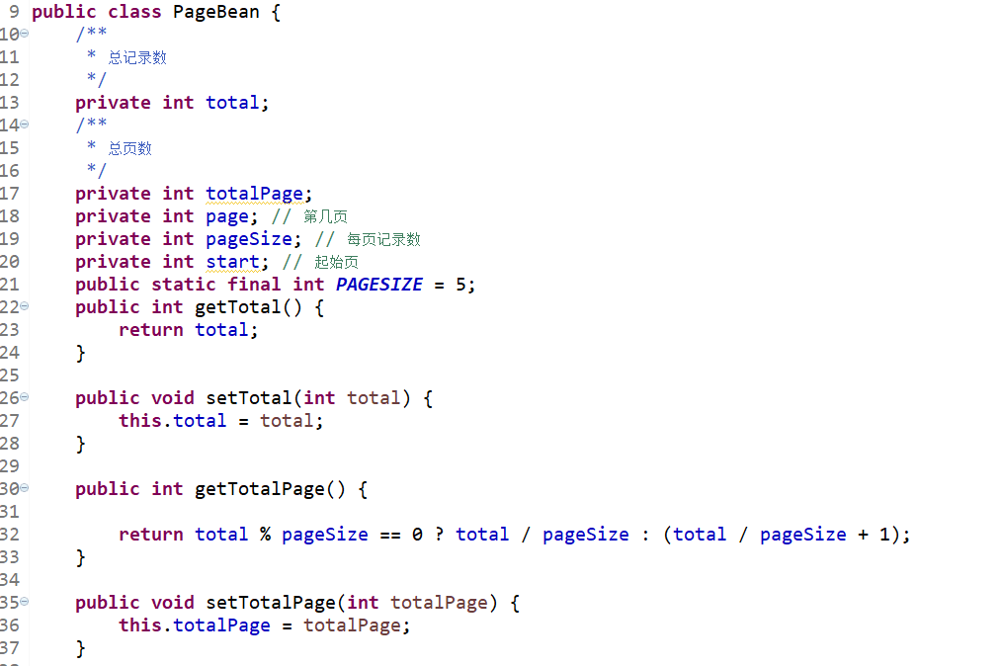 9 public class PageBean {
10 /**
11 * 总记录数
12 */
13 private int total;
14 /**
15 * 总页数
16 */
17 private int totalPage;
18 private int page; // 第几页
19 private int pageSize; // 每页记录数
20 private int start; // 起始页
21 public static final int PAGESIZE = 5;
22 public int getTotal() {
23 return total;
24 }
25
26 public void setTotal(int total) {
27 this.total = total;
28 }
29
30 public int getTotalPage() {
31
32 return total % pageSize == 0 ? total / pageSize : (total / pageSize + 1);
33 }
34
35 public void setTotalPage(int totalPage) {
36 this.totalPage = totalPage;
37 }